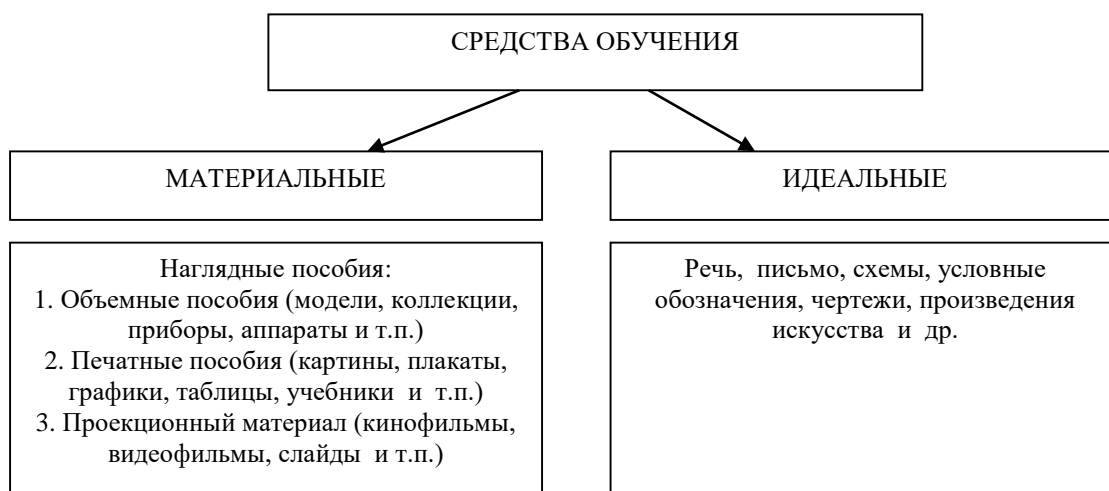 СРЕДСТВА ОБУЧЕНИЯ
МАТЕРИАЛЬНЫЕ
ИДЕАЛЬНЫЕ
Наглядные пособия:
1. Объемные пособия (модели, коллекции,
приборы, аппараты и т.п.)
2. Печатные пособия (картины, плакаты,
графики, таблицы, учебники и т.п.)
3. Проекционный материал (кинофильмы,
видеофильмы, слайды и т.п.)
Речь, письмо, схемы, условные
обозначения, чертежи, произведения
искусства и др.